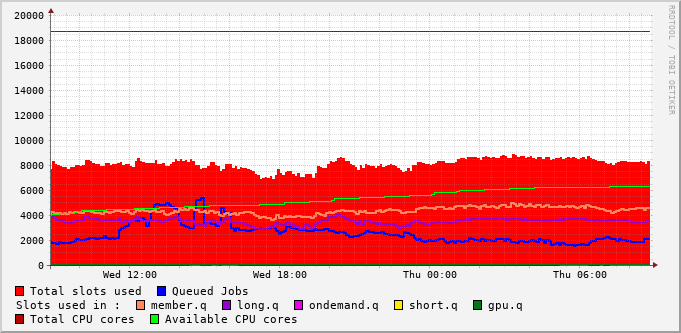 RRDTOOL / TOBI OETIKER
20000
18000
16000
14000
12000
10000
8000
6000
4000
2000
0
Wed 12:00 Wed 18:00 Thu 00:00 Thu 06:00
Total slots used Queued Jobs
Slots used in : member.q long.q ondemand.q short.q gpu.q
Total CPU cores Available CPU cores